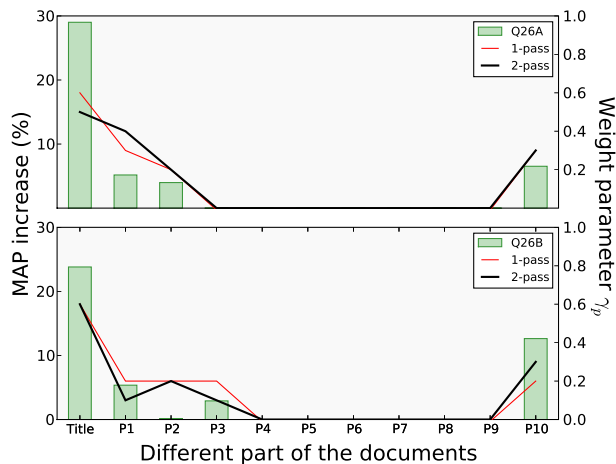 30
20
10
1.0
0.8
0.6
0.4
0.2
Q26A
1-pass
2-pass
MAP increase (%)
Weight parameter γp
30
20
10
0
1.0
0.8
0.6
0.4
0.2
0.0
Q26B
1-pass
2-pass
Title P1 P2 P3 P4 P5 P6 P7 P8 P9 P10
Different part of the documents